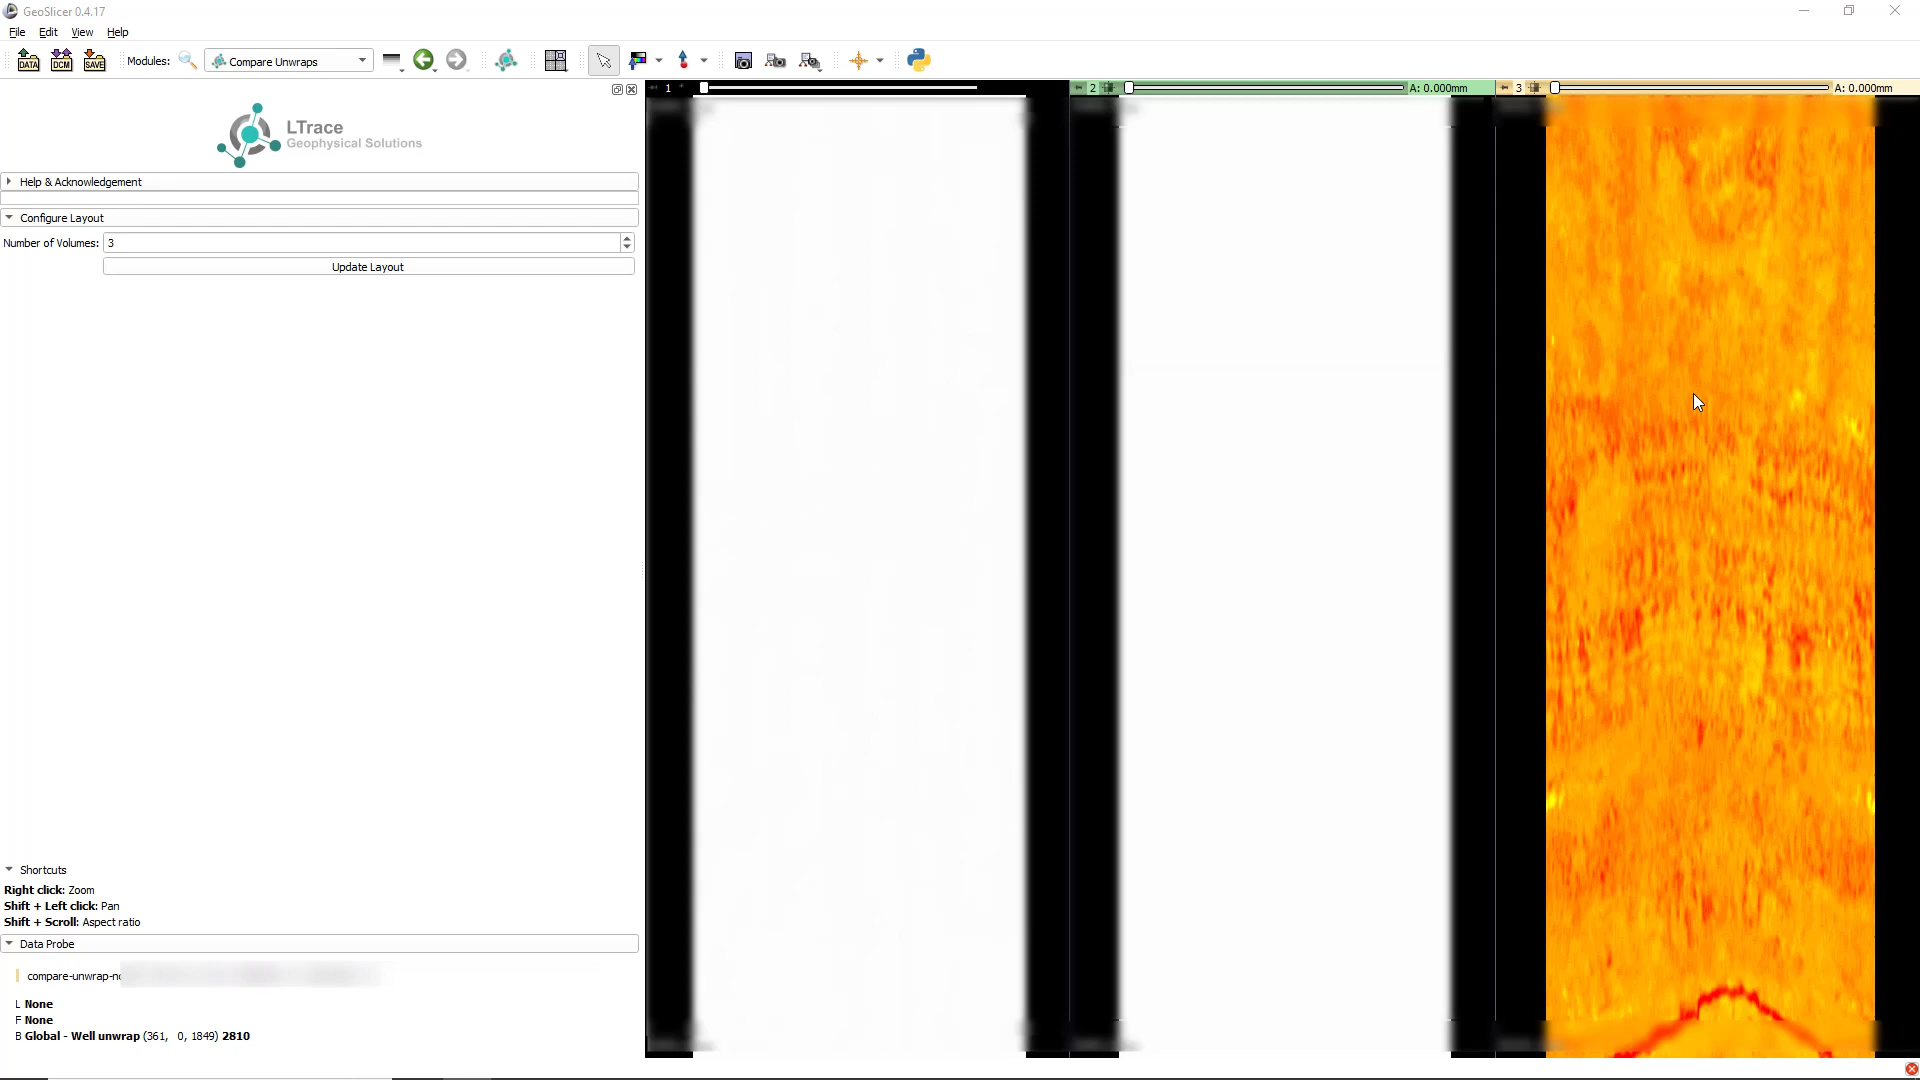 GeoSlicer 0.4.17
File Edit View Help
DATA DCM SAVE Modules: Compare Unwraps
1 2 A: 0.000mm 3 A: 0.000mm
LTrace
Geophysical Solutions
Help & Acknowledgement
Configure Layout
Number of Volumes: 3
Update Layout
Shortcuts
Right click: Zoom
Shift + Left click: Pan
Shift + Scroll: Aspect ratio
Data Probe
L None
F None
B Global - Well unwrap (361, 0, 1849) 2810